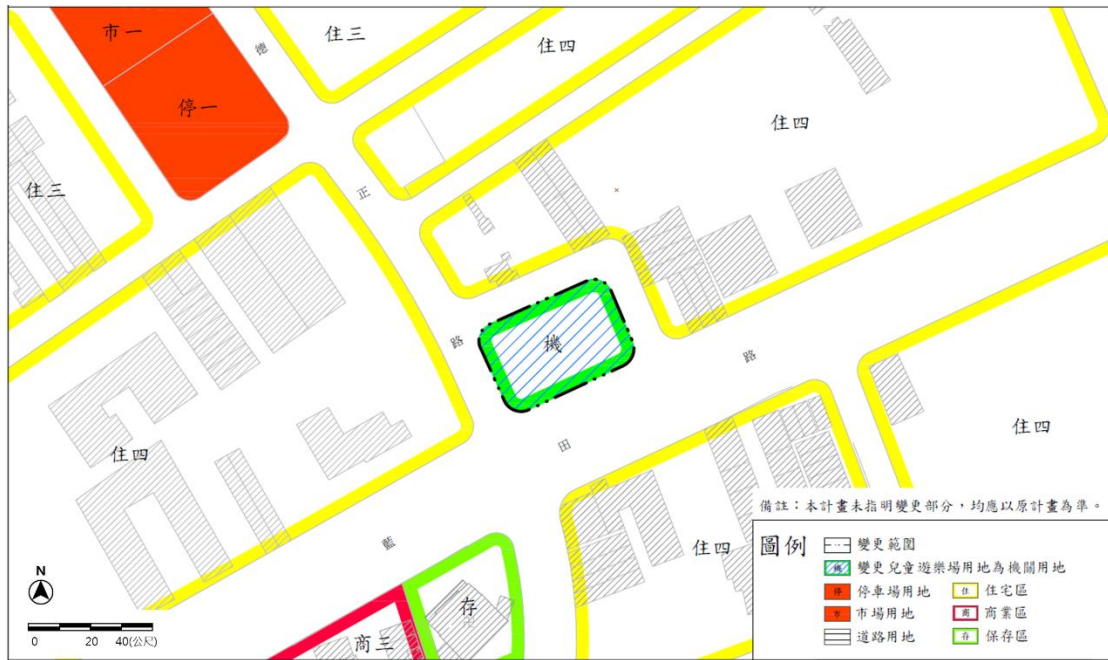 市一
德
住三
住四
停一
住四
正
住三
路
機
路
住四
住四
田
備註：本計畫未指明變更部分，均應以原計畫為準。
藍
住四
圖例
變更範圍
機 變更兒童遊樂場用地為機關用地
停 停車場用地
住 住宅區
市 市場用地
商 商業區
道路用地
存 保存區
存
卍
商三
N
0 20 40(公尺)